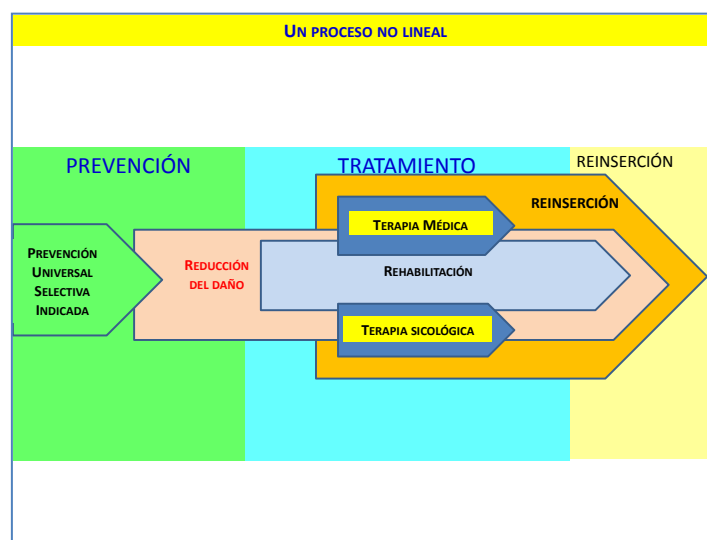 UN PROCESO NO LINEAL
PREVENCIÓN
TRATAMIENTO
REINSERCIÓN
REINSERCIÓN
TERAPIA MÉDICA
PREVENCIÓN
UNIVERSAL
SELECTIVA
INDICADA
REDUCCIÓN
DEL DAÑO
REHABILITACIÓN
TERAPIA SICOLÓGICA